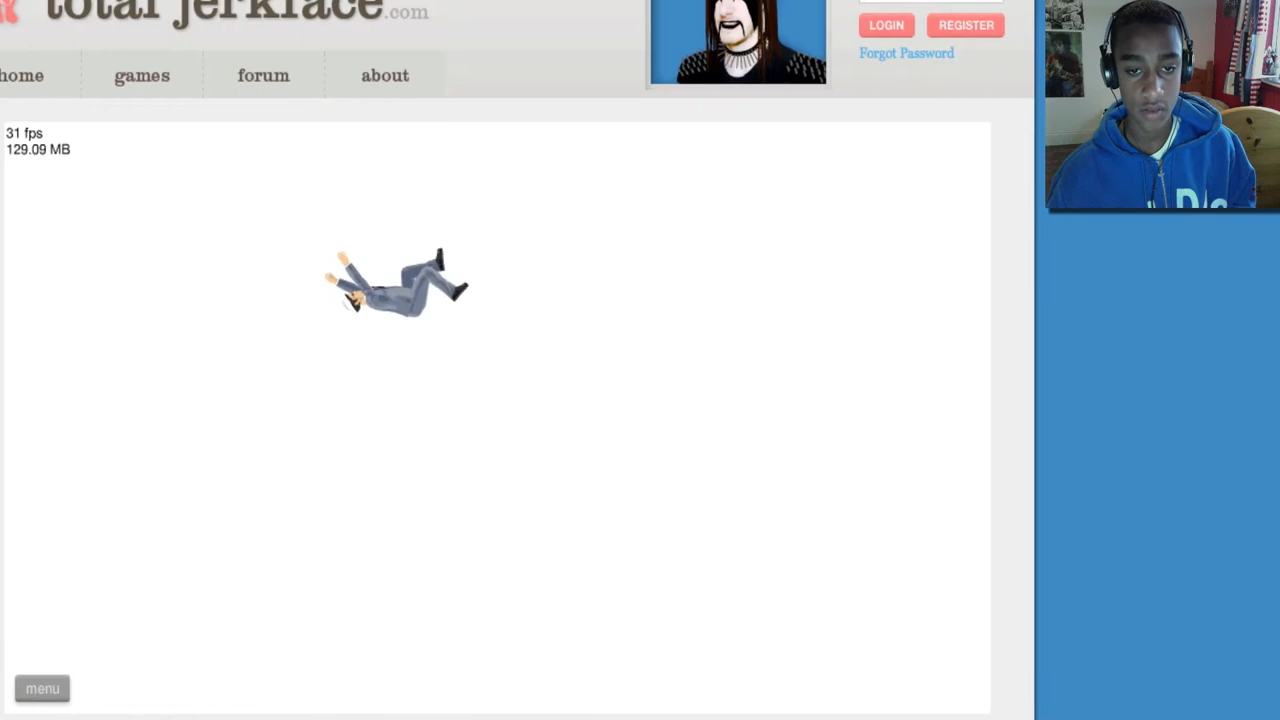 total jerkface.com
LOGIN REGISTER
Forgot Password
home games forum about
31 fps
129.09 MB
menu